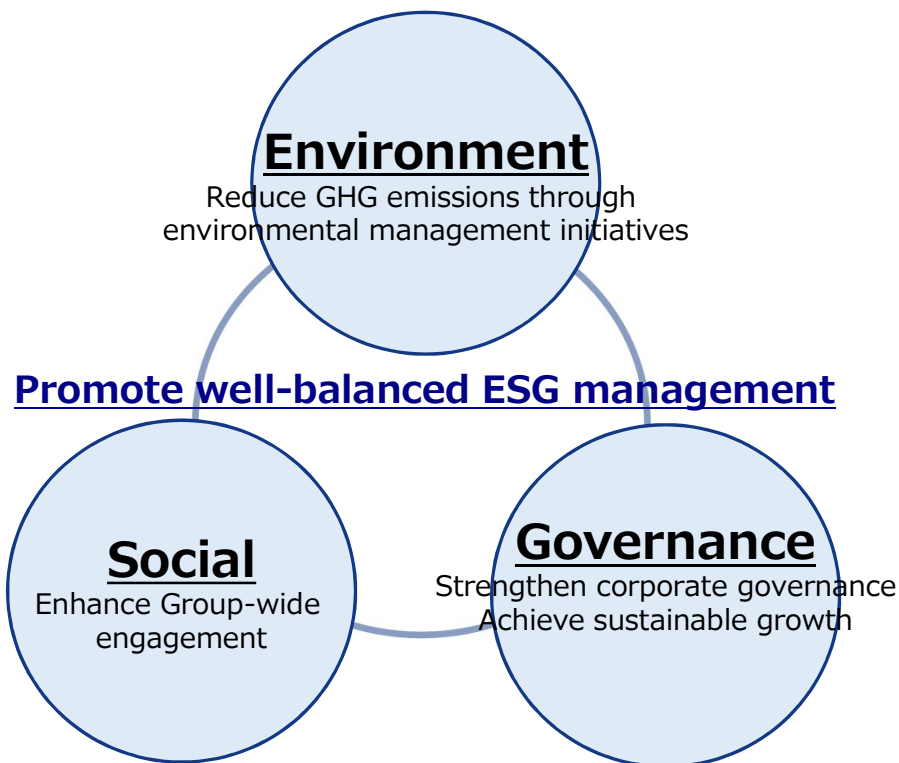 Environment
Reduce GHG emissions through
environmental management initiatives
Promote well-balanced ESG management
Social
Enhance Group-wide
engagement
Governance
Strengthen corporate governance
Achieve sustainable growth